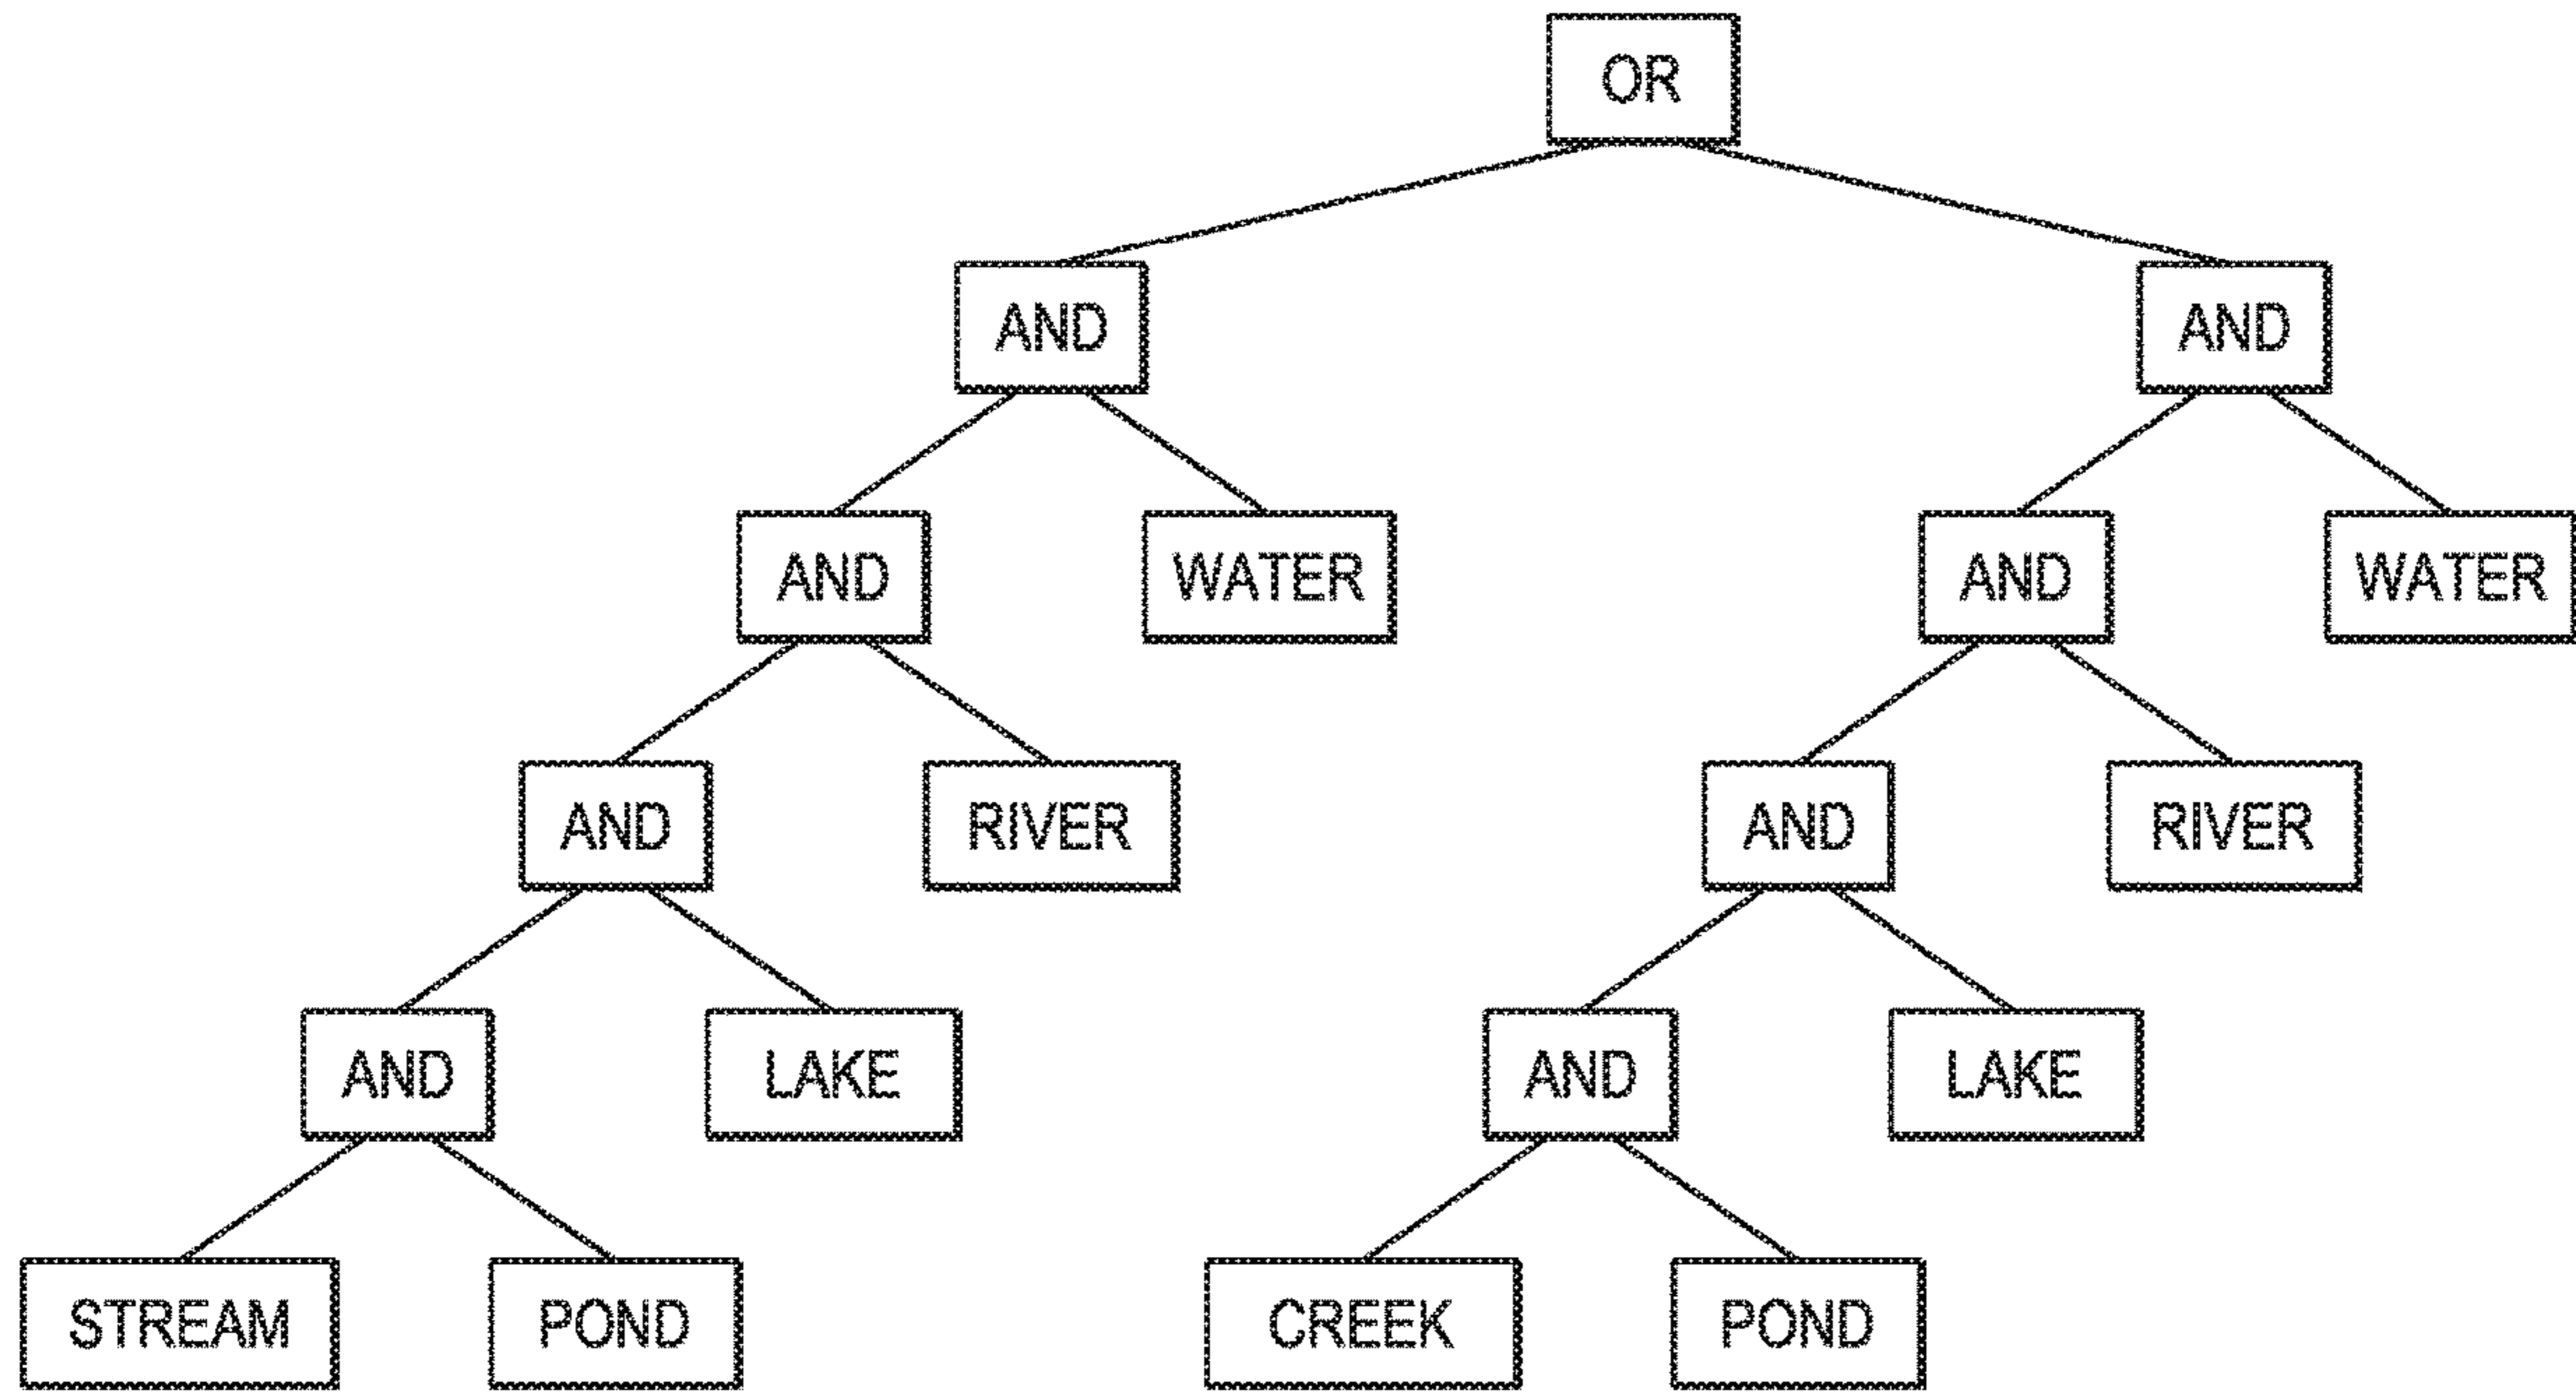 OR
AND AND
AND WATER AND WATER
AND RIVER AND RIVER
AND LAKE AND LAKE
STREAM POND CREEK POND